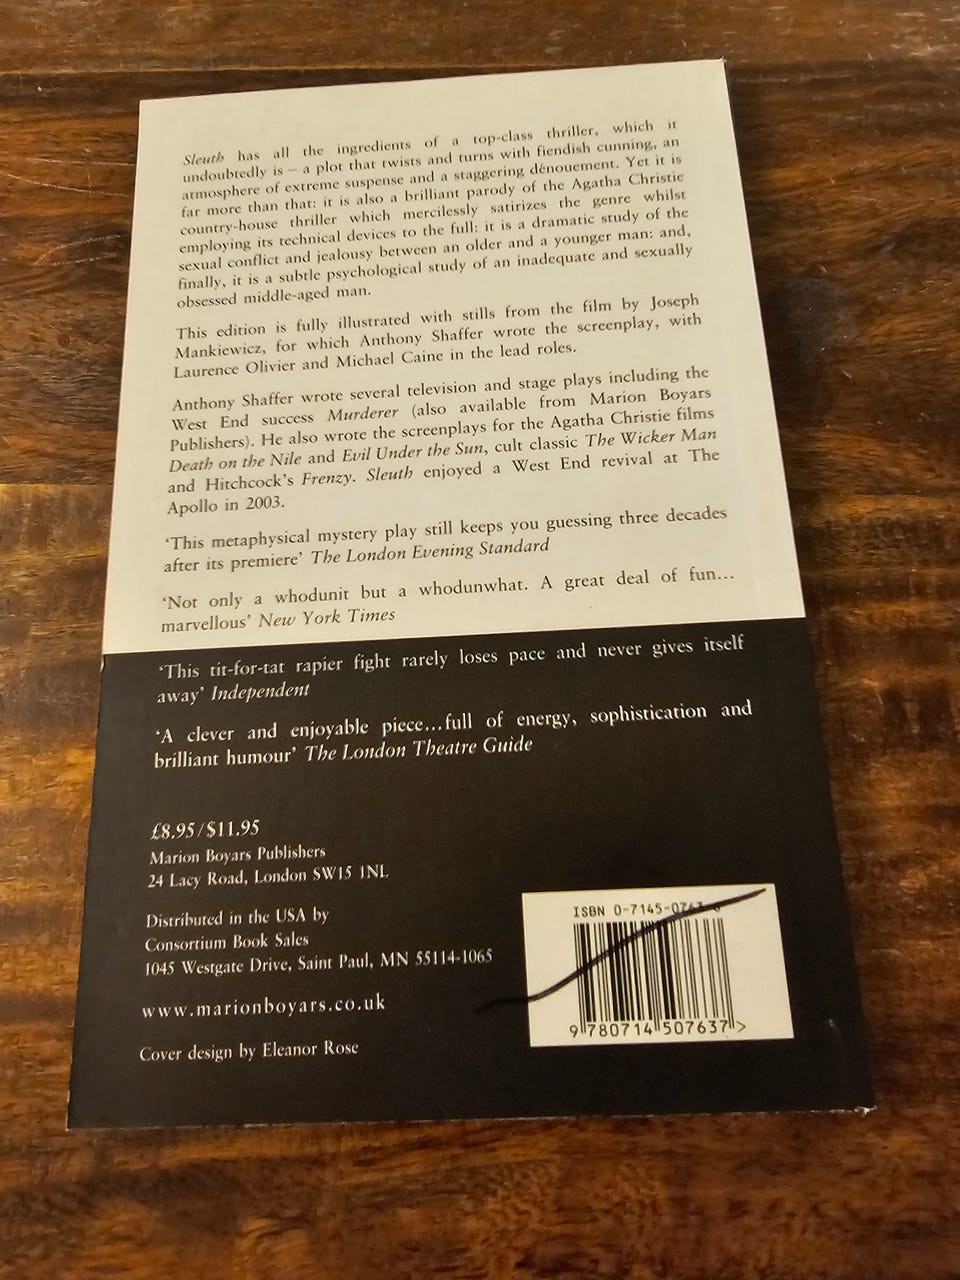 Sleuth has all the ingredients of a top-class thriller, which it
undoubtedly is – a plot that twists and turns with fiendish cunning, an
atmosphere of extreme suspense and a staggering dénouement. Yet it is
far more than that: it is also a brilliant parody of the Agatha Christie
country-house thriller which mercilessly satirizes the genre whilst
employing its technical devices to the full: it is a dramatic study of the
sexual conflict and jealousy between an older and a younger man: and,
finally, it is a subtle psychological study of an inadequate and sexually
obsessed middle-aged man.
This edition is fully illustrated with stills from the film by Joseph
Mankiewicz, for which Anthony Shaffer wrote the screenplay, with
Laurence Olivier and Michael Caine in the lead roles.
Anthony Shaffer wrote several television and stage plays including the
West End success Murderer (also available from Marion Boyars
Publishers). He also wrote the screenplays for the Agatha Christie films
Death on the Nile and Evil Under the Sun, cult classic The Wicker Man
and Hitchcock's Frenzy. Sleuth enjoyed a West End revival at The
Apollo in 2003.
‘This metaphysical mystery play still keeps you guessing three decades
after its premiere’ The London Evening Standard
‘Not only a whodunit but a whodunwhat. A great deal of fun…
marvellous’ New York Times
‘This tit-for-tat rapier fight rarely loses pace and never gives itself
away’ Independent
‘A clever and enjoyable piece…full of energy, sophistication and
brilliant humour’ The London Theatre Guide
£8.95/$11.95
Marion Boyars Publishers
24 Lacy Road, London SW15 1NL
Distributed in the USA by
Consortium Book Sales
1045 Westgate Drive, Saint Paul, MN 55114-1065
www.marionboyars.co.uk
Cover design by Eleanor Rose
ISBN 0-7145-
9 780714 507637 >